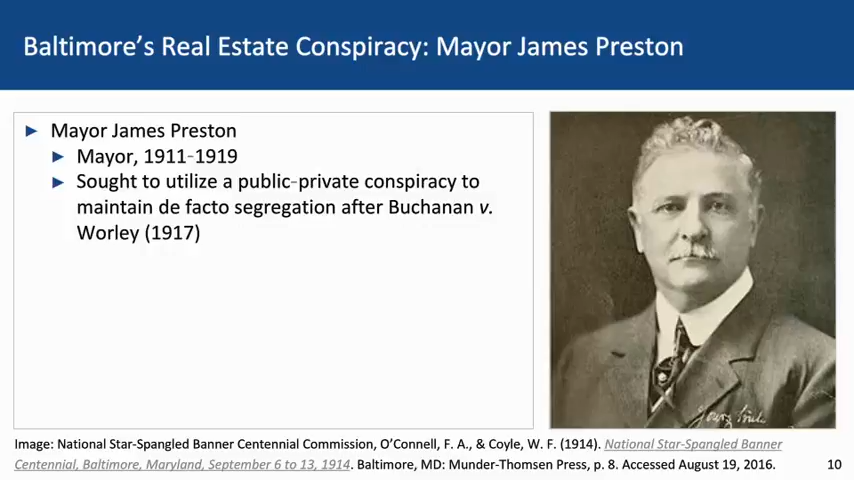 Baltimore’s Real Estate Conspiracy: Mayor James Preston
► Mayor James Preston
► Mayor, 1911-1919
► Sought to utilize a public-private conspiracy to
maintain de facto segregation after Buchanan v.
Worley (1917)
Image: National Star-Spangled Banner Centennial Commission, O’Connell, F. A., & Coyle, W. F. (1914). National Star-Spangled Banner
Centennial, Baltimore, Maryland, September 6 to 13, 1914. Baltimore, MD: Munder-Thomsen Press, p. 8. Accessed August 19, 2016.
10